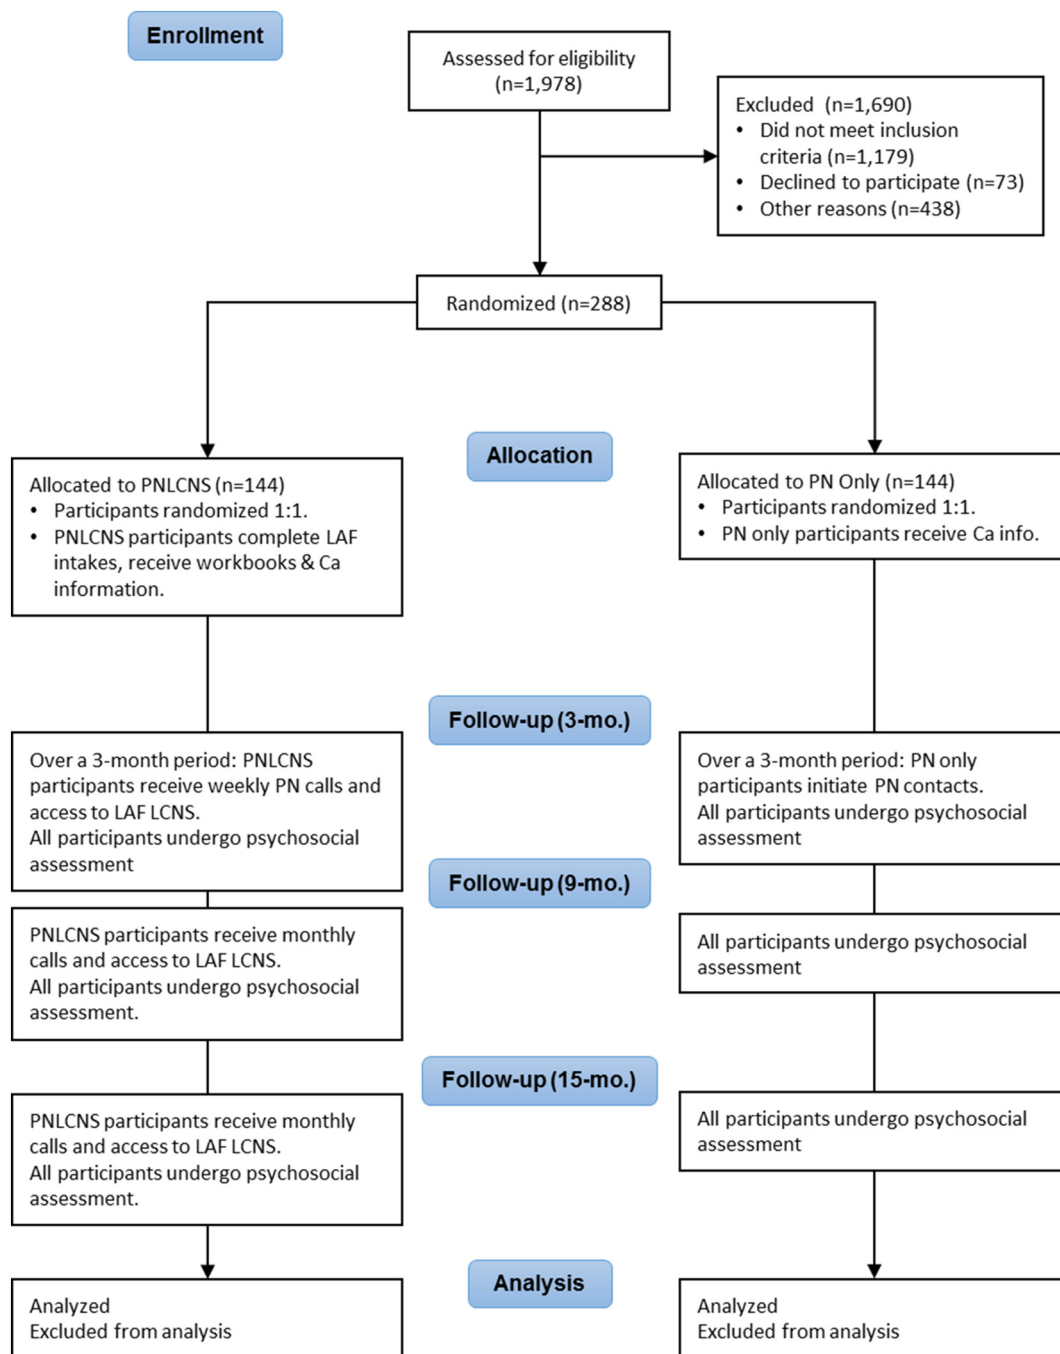 Enrollment
Assessed for eligibility
(n=1,978)
Excluded (n=1,690)
• Did not meet inclusion
criteria (n=1,179)
• Declined to participate (n=73)
• Other reasons (n=438)
Randomized (n=288)
Allocation
Allocated to PNLCNS (n=144)
• Participants randomized 1:1.
• PNLCNS participants complete LAF
intakes, receive workbooks & Ca
information.
Allocated to PN Only (n=144)
• Participants randomized 1:1.
• PN only participants receive Ca info.
Follow-up (3-mo.)
Over a 3-month period: PNLCNS
participants receive weekly PN calls and
access to LAF LCNS.
All participants undergo psychosocial
assessment
Over a 3-month period: PN only
participants initiate PN contacts.
All participants undergo psychosocial
assessment
Follow-up (9-mo.)
PNLCNS participants receive monthly
calls and access to LAF LCNS.
All participants undergo psychosocial
assessment.
All participants undergo psychosocial
assessment
Follow-up (15-mo.)
PNLCNS participants receive monthly
calls and access to LAF LCNS.
All participants undergo psychosocial
assessment.
All participants undergo psychosocial
assessment
Analysis
Analyzed
Excluded from analysis
Analyzed
Excluded from analysis